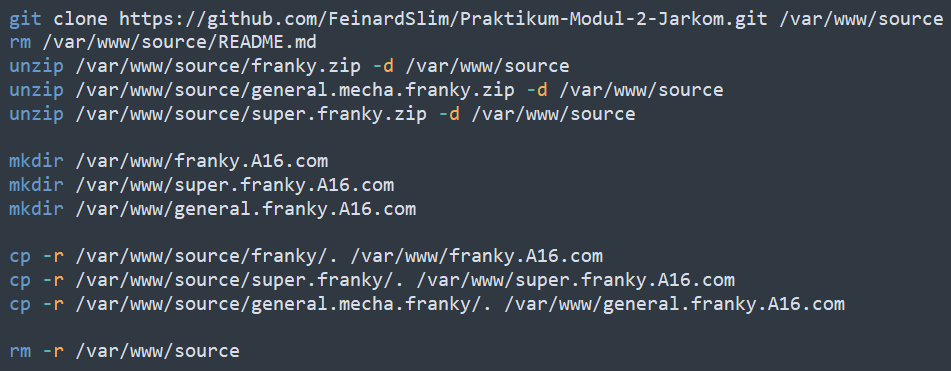 git clone https://github.com/FeinardSlim/Praktikum-Modul-2-Jarkom.git /var/www/source
rm /var/www/source/README.md
unzip /var/www/source/franky.zip -d /var/www/source
unzip /var/www/source/general.mecha.franky.zip -d /var/www/source
unzip /var/www/source/super.franky.zip -d /var/www/source
mkdir /var/www/franky.A16.com
mkdir /var/www/super.franky.A16.com
mkdir /var/www/general.franky.A16.com
cp -r /var/www/source/franky/. /var/www/franky.A16.com
cp -r /var/www/source/super.franky/. /var/www/super.franky.A16.com
cp -r /var/www/source/general.mecha.franky/. /var/www/general.franky.A16.com
rm -r /var/www/source